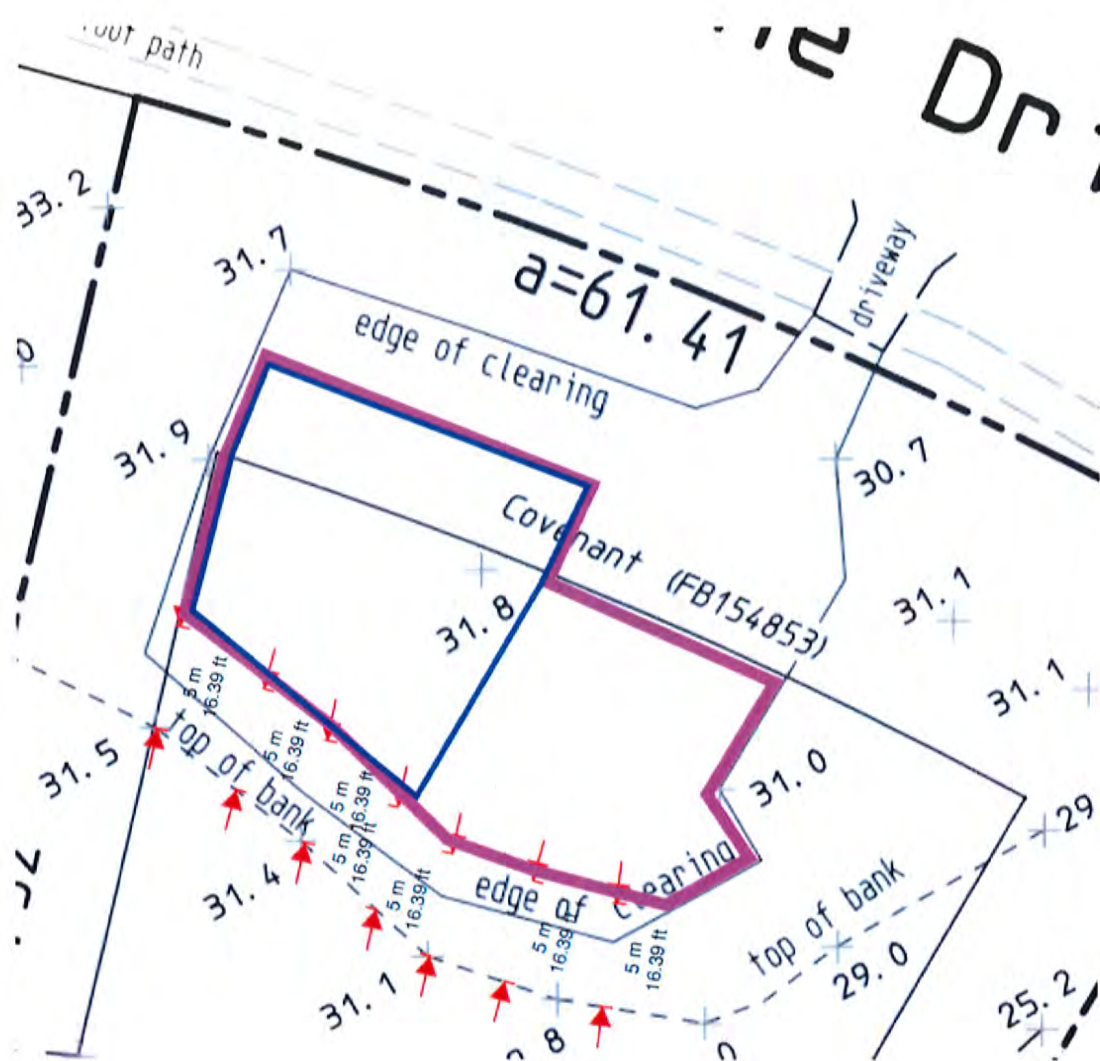 foot path
Dr
33.2
31.7
driveway
a=61.41
edge of clearing
31.9
30.7
Covenant (FB154853)
31.8
31.1
31.1
5 m
16.39 ft
31.5
top of bank
5 m
16.39 ft
31.0
5 m
16.39 ft
29
5 m
16.39 ft
31.4
edge of clearing
5 m
16.39 ft
top of bank
5 m
16.39 ft
5 m
16.39 ft
29.0
31.1
25.2
8